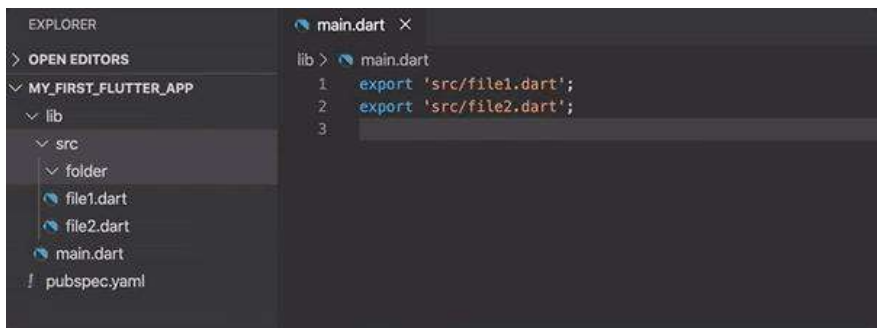 EXPLORER
OPEN EDITORS
MY_FIRST_FLUTTER_APP
lib
src
folder
file1.dart
file2.dart
main.dart
! pubspec.yaml
main.dart ×
lib > main.dart
1 export 'src/file1.dart';
2 export 'src/file2.dart';
3